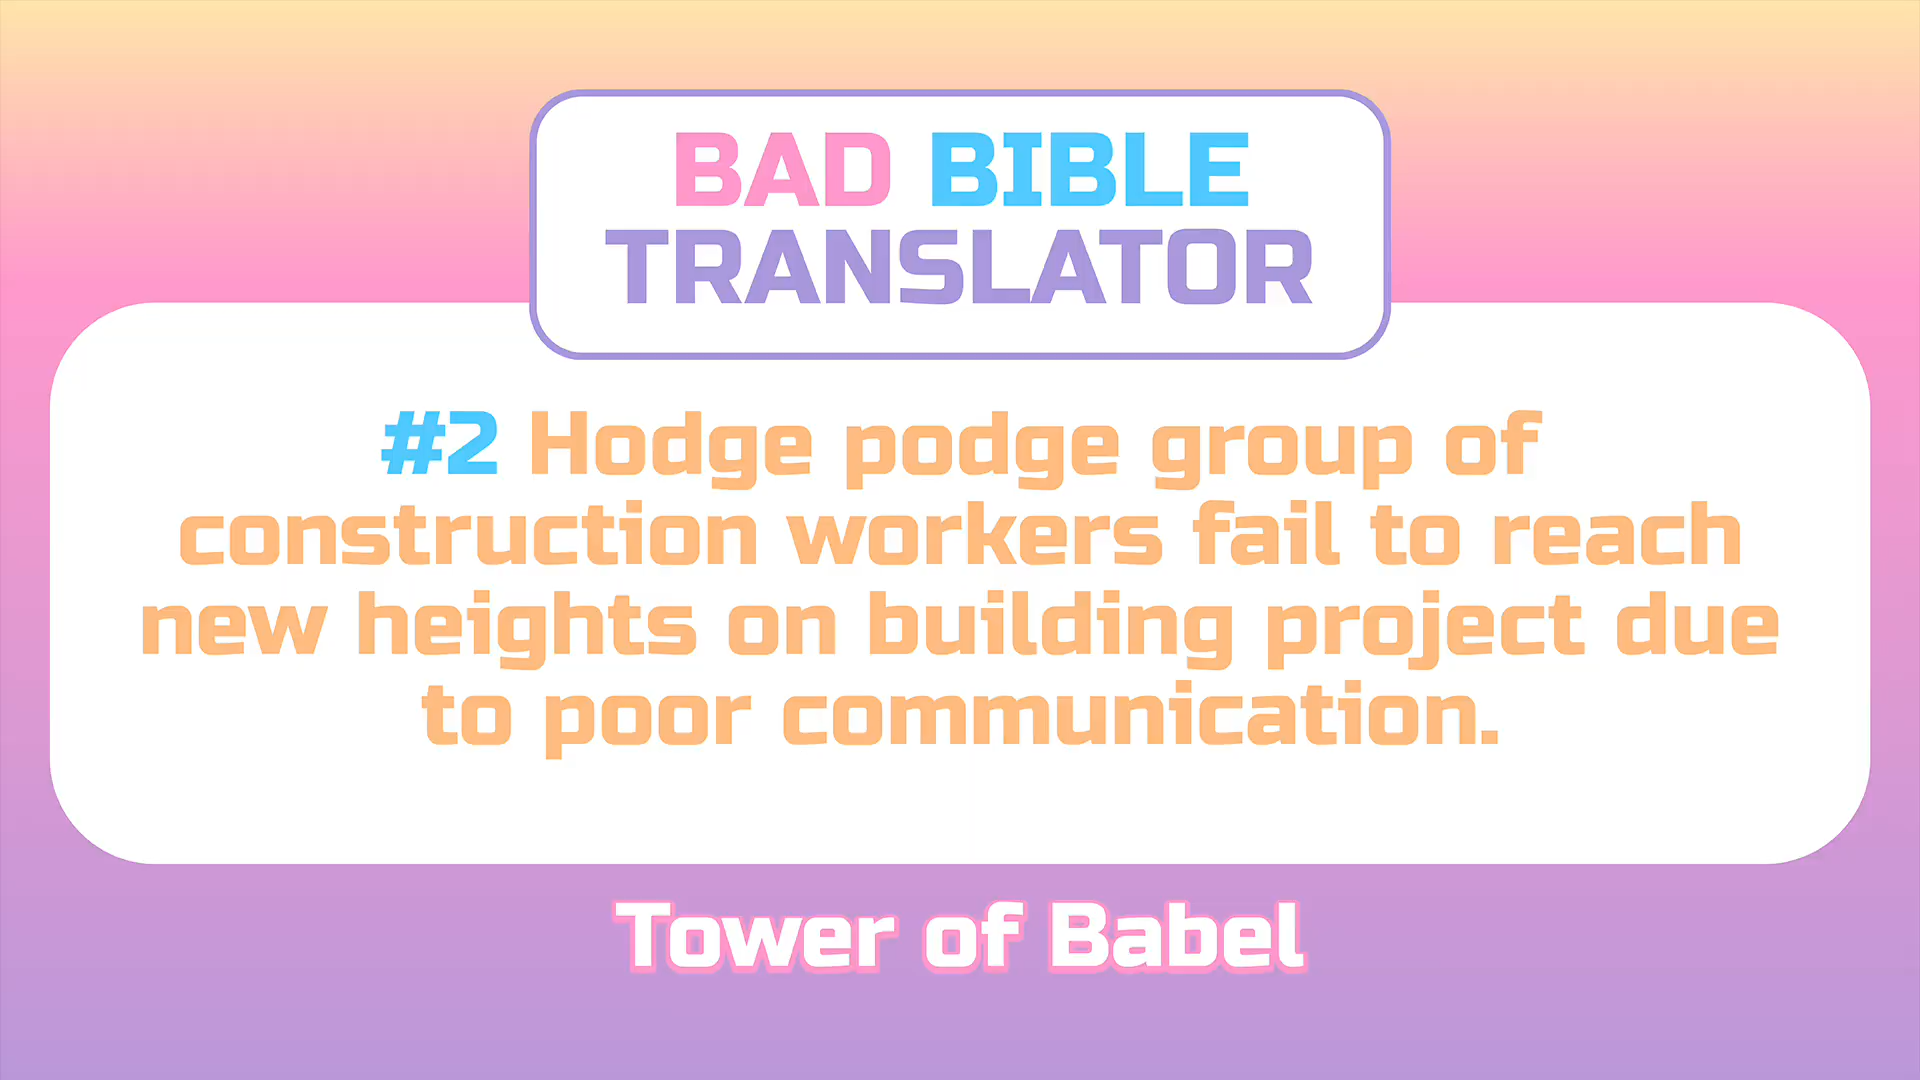 BAD BIBLE
TRANSLATOR
#2 Hodge podge group of
construction workers fail to reach
new heights on building project due
to poor communication.
Tower of Babel